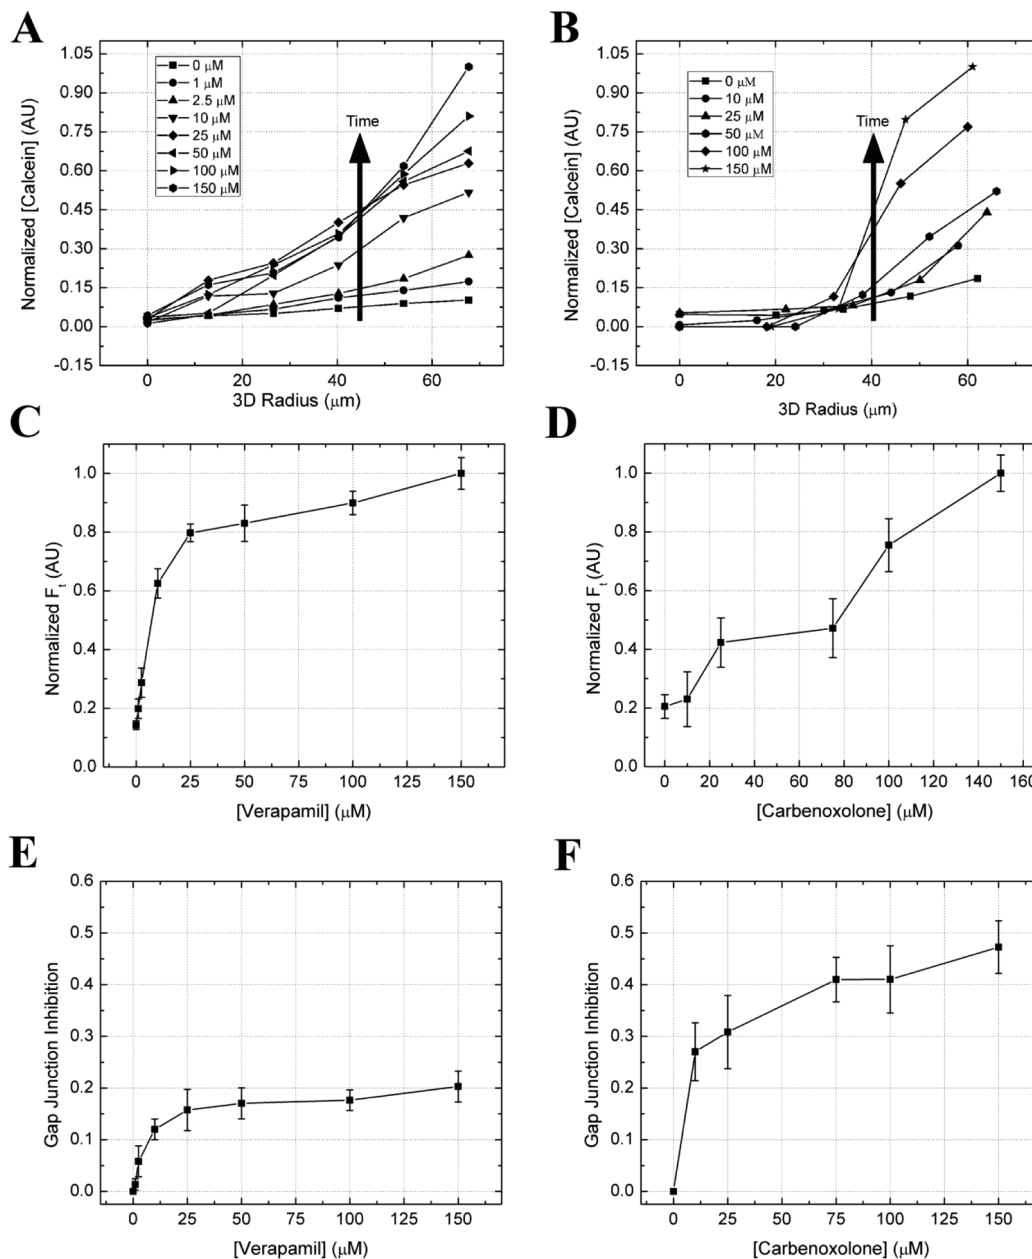 A
Normalized [Calcein] (AU)
1.05
0.90
0.75
0.60
0.45
0.30
0.15
0.00
-0.15
0 μM
1 μM
2.5 μM
10 μM
25 μM
50 μM
100 μM
150 μM
Time
0 20 40 60
3D Radius (μm)
B
Normalized [Calcein] (AU)
1.05
0.90
0.75
0.60
0.45
0.30
0.15
0.00
-0.15
0 μM
10 μM
25 μM
50 μM
100 μM
150 μM
Time
0 20 40 60
3D Radius (μm)
C
Normalized Ft (AU)
1.0
0.8
0.6
0.4
0.2
0.0
0 25 50 75 100 125 150
[Verapamil] (μM)
D
Normalized Ft (AU)
1.0
0.8
0.6
0.4
0.2
0.0
0 20 40 60 80 100 120 140 160
[Carbenoxolone] (μM)
E
Gap Junction Inhibition
0.6
0.5
0.4
0.3
0.2
0.1
0.0
0 25 50 75 100 125 150
[Verapamil] (μM)
F
Gap Junction Inhibition
0.6
0.5
0.4
0.3
0.2
0.1
0.0
0 25 50 75 100 125 150
[Carbenoxolone] (μM)